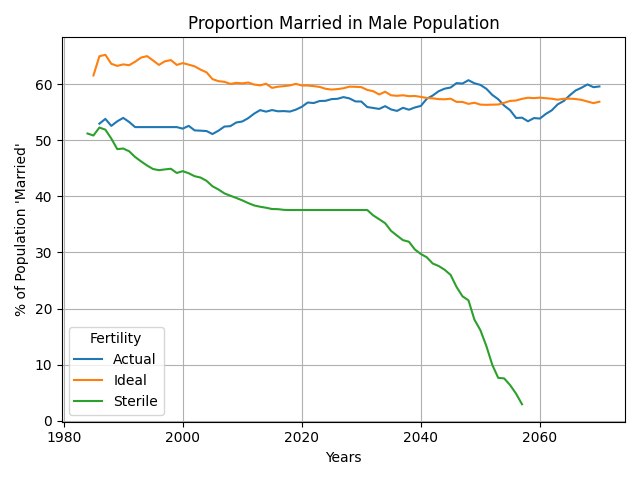 Proportion Married in Male Population
% of Population 'Married'
60
50
40
30
20
10
0
Fertility
Actual
Ideal
Sterile
1980
2000
2020
2040
2060
Years